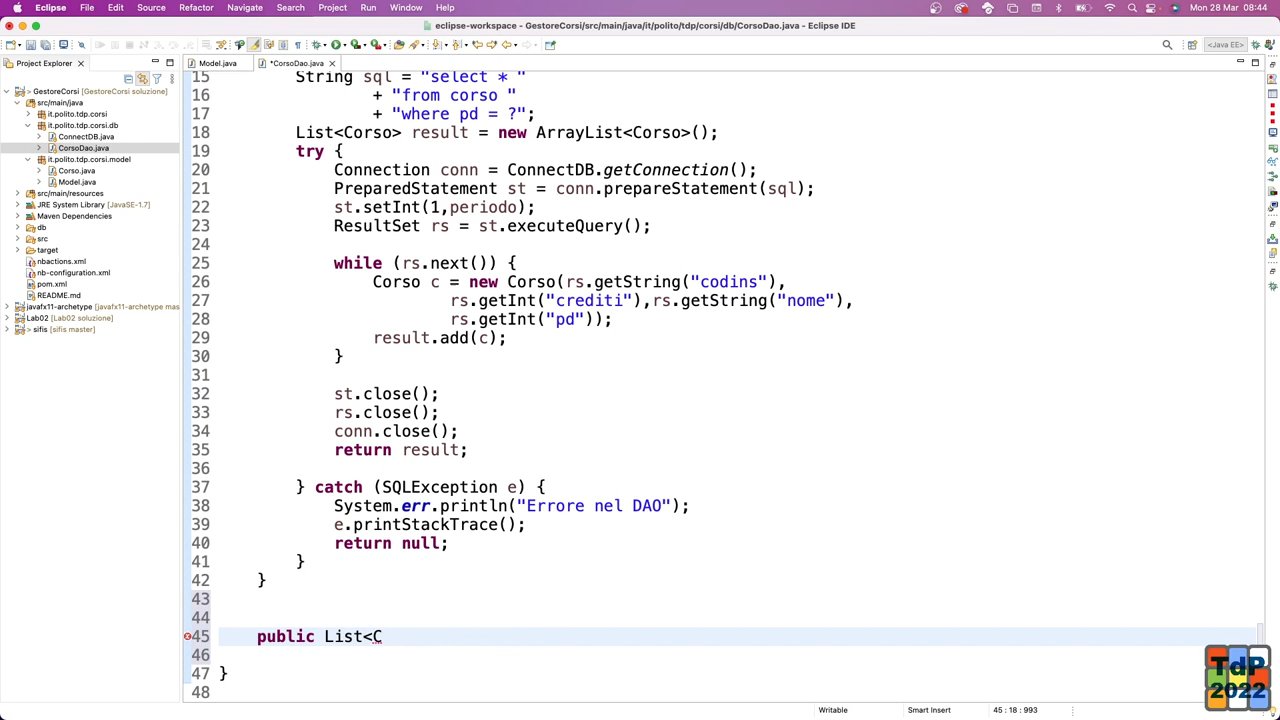 Eclipse File Edit Source Refactor Navigate Search Project Run Window Help Mon 28 Mar 08:44
eclipse-workspace - GestoreCorsi/src/main/java/it/polito/tdp/corsi/db/CorsoDao.java - Eclipse IDE
<Java EE>
Project Explorer
Model.java
*CorsoDao.java
> GestoreCorsi [GestoreCorsi soluzione]
src/main/java
it.polito.tdp.corsi
it.polito.tdp.corsi.db
ConnectDB.java
CorsoDao.java
it.polito.tdp.corsi.model
Corso.java
Model.java
src/main/resources
JRE System Library [JavaSE-1.7]
Maven Dependencies
db
src
target
nbactions.xml
nb-configuration.xml
pom.xml
README.md
javafx11-archetype [javafx11-archetype mas
Lab02 [Lab02 soluzione]
> sifis [sifis master]
15 String sql = "select * "
16 + "from corso "
17 + "where pd = ?";
18 List<Corso> result = new ArrayList<Corso>();
19 try {
20 Connection conn = ConnectDB.getConnection();
21 PreparedStatement st = conn.prepareStatement(sql);
22 st.setInt(1,periodo);
23 ResultSet rs = st.executeQuery();
24
25 while (rs.next()) {
26 Corso c = new Corso(rs.getString("codins"),
27 rs.getInt("crediti"),rs.getString("nome"),
28 rs.getInt("pd"));
29 result.add(c);
30 }
31
32 st.close();
33 rs.close();
34 conn.close();
35 return result;
36
37 } catch (SQLException e) {
38 System.err.println("Errore nel DAO");
39 e.printStackTrace();
40 return null;
41 }
42 }
43
44
45 public List<C
46
47 }
48
Writable
Smart Insert
45 : 18 : 993
TdP
2022